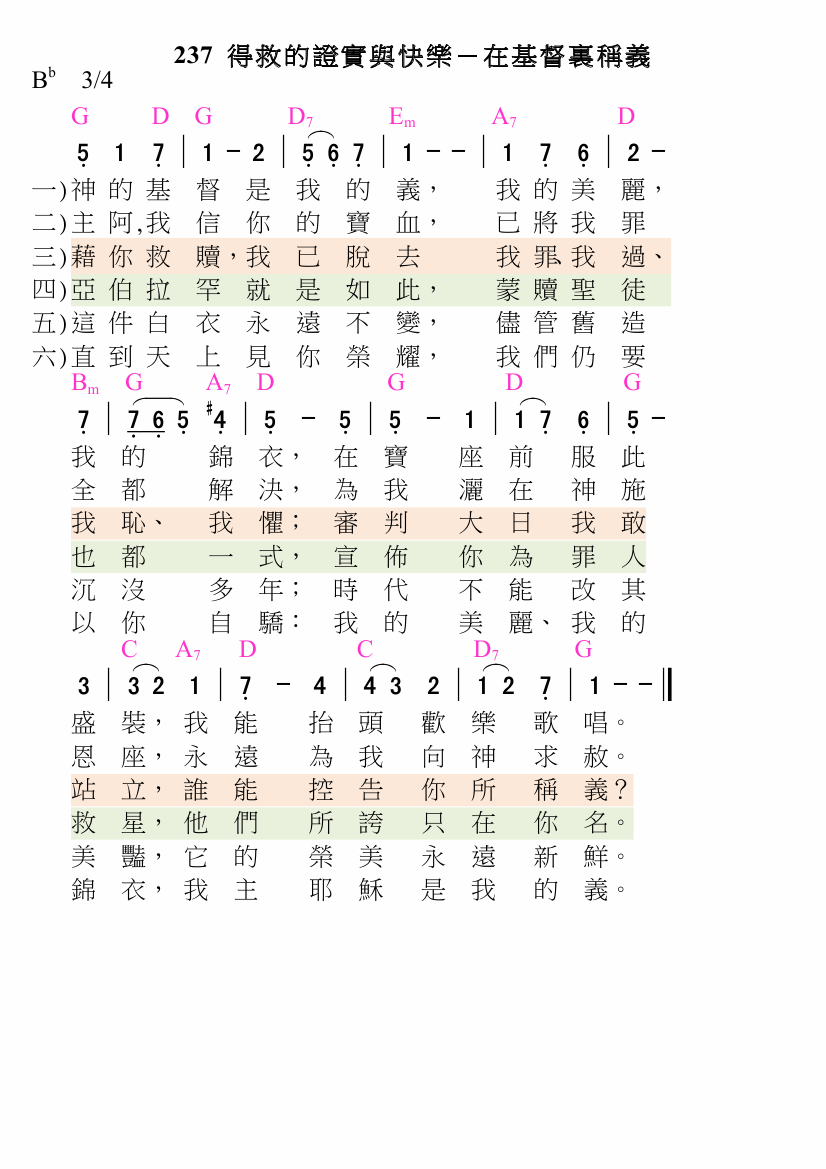 237 得救的證實與快樂－在基督裏稱義
Bb 3/4
G D G D7 Em A7 D
5 1 7 | 1 － 2 | 5 6 7 | 1 － － | 1 7 6 | 2 －
一)神的基督是我的義，我的美麗，
二)主阿,我信你的寶血，已將我罪
三)藉你救贖，我已脫去我罪、我過、
四)亞伯拉罕就是如此，蒙贖聖徒
五)這件白衣永遠不變，儘管舊造
六)直到天上見你榮耀，我們仍要
Bm G A7 D G D G
7 | 7 6 5 #4 | 5 － 5 | 5 － 1 | 1 7 6 | 5 －
我的錦衣，在寶座前服此
全都解決，為我灑在神施
我恥、我懼；審判大日我敢
也都一式，宣佈你為罪人
沉沒多年；時代不能改其
以你自驕：我的美麗、我的
C A7 D C D7 G
3 | 3 2 1 | 7 － 4 | 4 3 2 | 1 2 7 | 1 － － ‖
盛裝，我能抬頭歡樂歌唱。
恩座，永遠為我向神求赦。
站立，誰能控告你所稱義？
救星，他們所誇只在你名。
美豔，它的榮美永遠新鮮。
錦衣，我主耶穌是我的義。